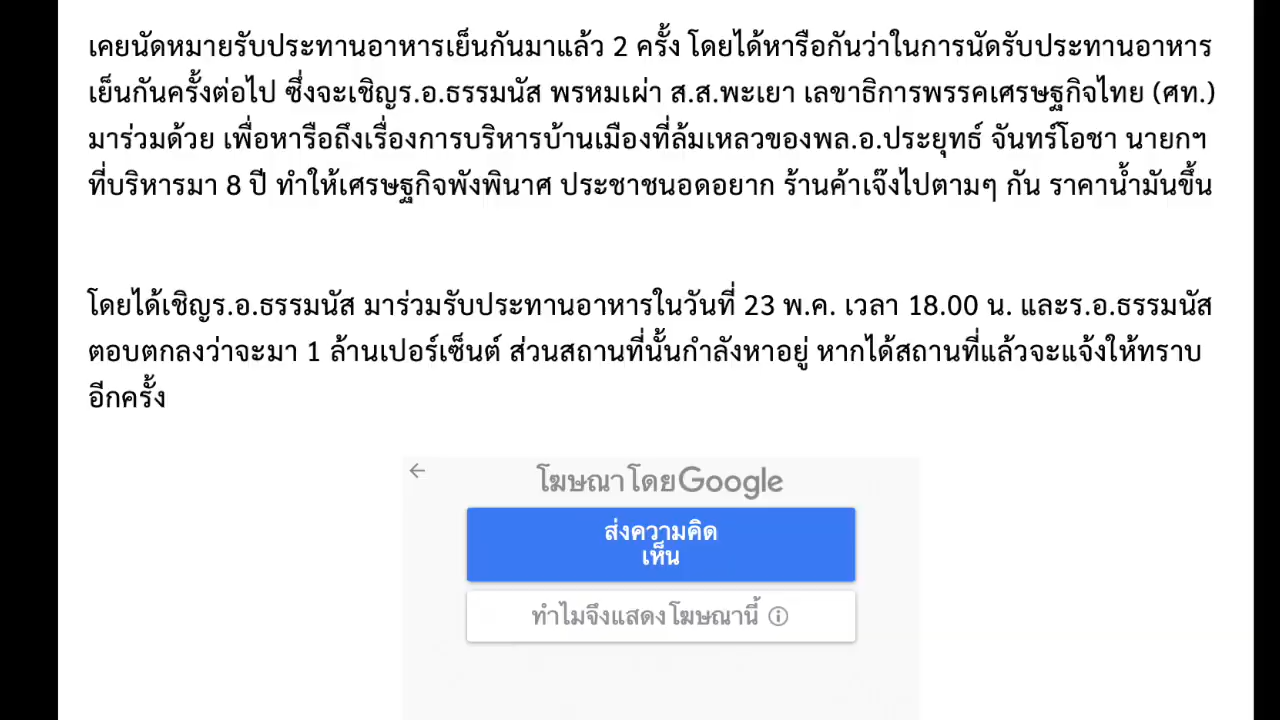 เคยนัดหมายรับประทานอาหารเย็นกันมาแล้ว 2 ครั้ง โดยได้หารือกันว่าในการนัดรับประทานอาหาร
เย็นกันครั้งต่อไป ซึ่งจะเชิญร.อ.ธรรมนัส พรหมเผ่า ส.ส.พะเยา เลขาธิการพรรคเศรษฐกิจไทย (ศท.)
มาร่วมด้วย เพื่อหารือถึงเรื่องการบริหารบ้านเมืองที่ล้มเหลวของพล.อ.ประยุทธ์ จันทร์โอชา นายกฯ
ที่บริหารมา 8 ปี ทำให้เศรษฐกิจพังพินาศ ประชาชนอดอยาก ร้านค้าเจ๊งไปตามๆ กัน ราคาน้ำมันขึ้น
โดยได้เชิญร.อ.ธรรมนัส มาร่วมรับประทานอาหารในวันที่ 23 พ.ค. เวลา 18.00 น. และร.อ.ธรรมนัส
ตอบตกลงว่าจะมา 1 ล้านเปอร์เซ็นต์ ส่วนสถานที่นั้นกำลังหาอยู่ หากได้สถานที่แล้วจะแจ้งให้ทราบ
อีกครั้ง
โฆษณาโดยGoogle
ส่งความคิด
เห็น
ทำไมจึงแสดงโฆษณานี้